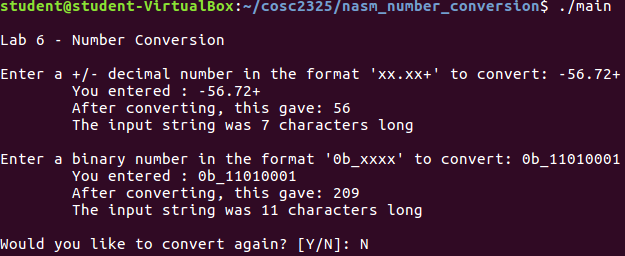 student@student-VirtualBox:~/cosc2325/nasm_number_conversion$ ./main
Lab 6 - Number Conversion
Enter a +/- decimal number in the format 'xx.xx+' to convert: -56.72+
You entered : -56.72+
After converting, this gave: 56
The input string was 7 characters long
Enter a binary number in the format '0b_xxxx' to convert: 0b_11010001
You entered : 0b_11010001
After converting, this gave: 209
The input string was 11 characters long
Would you like to convert again? [Y/N]: N